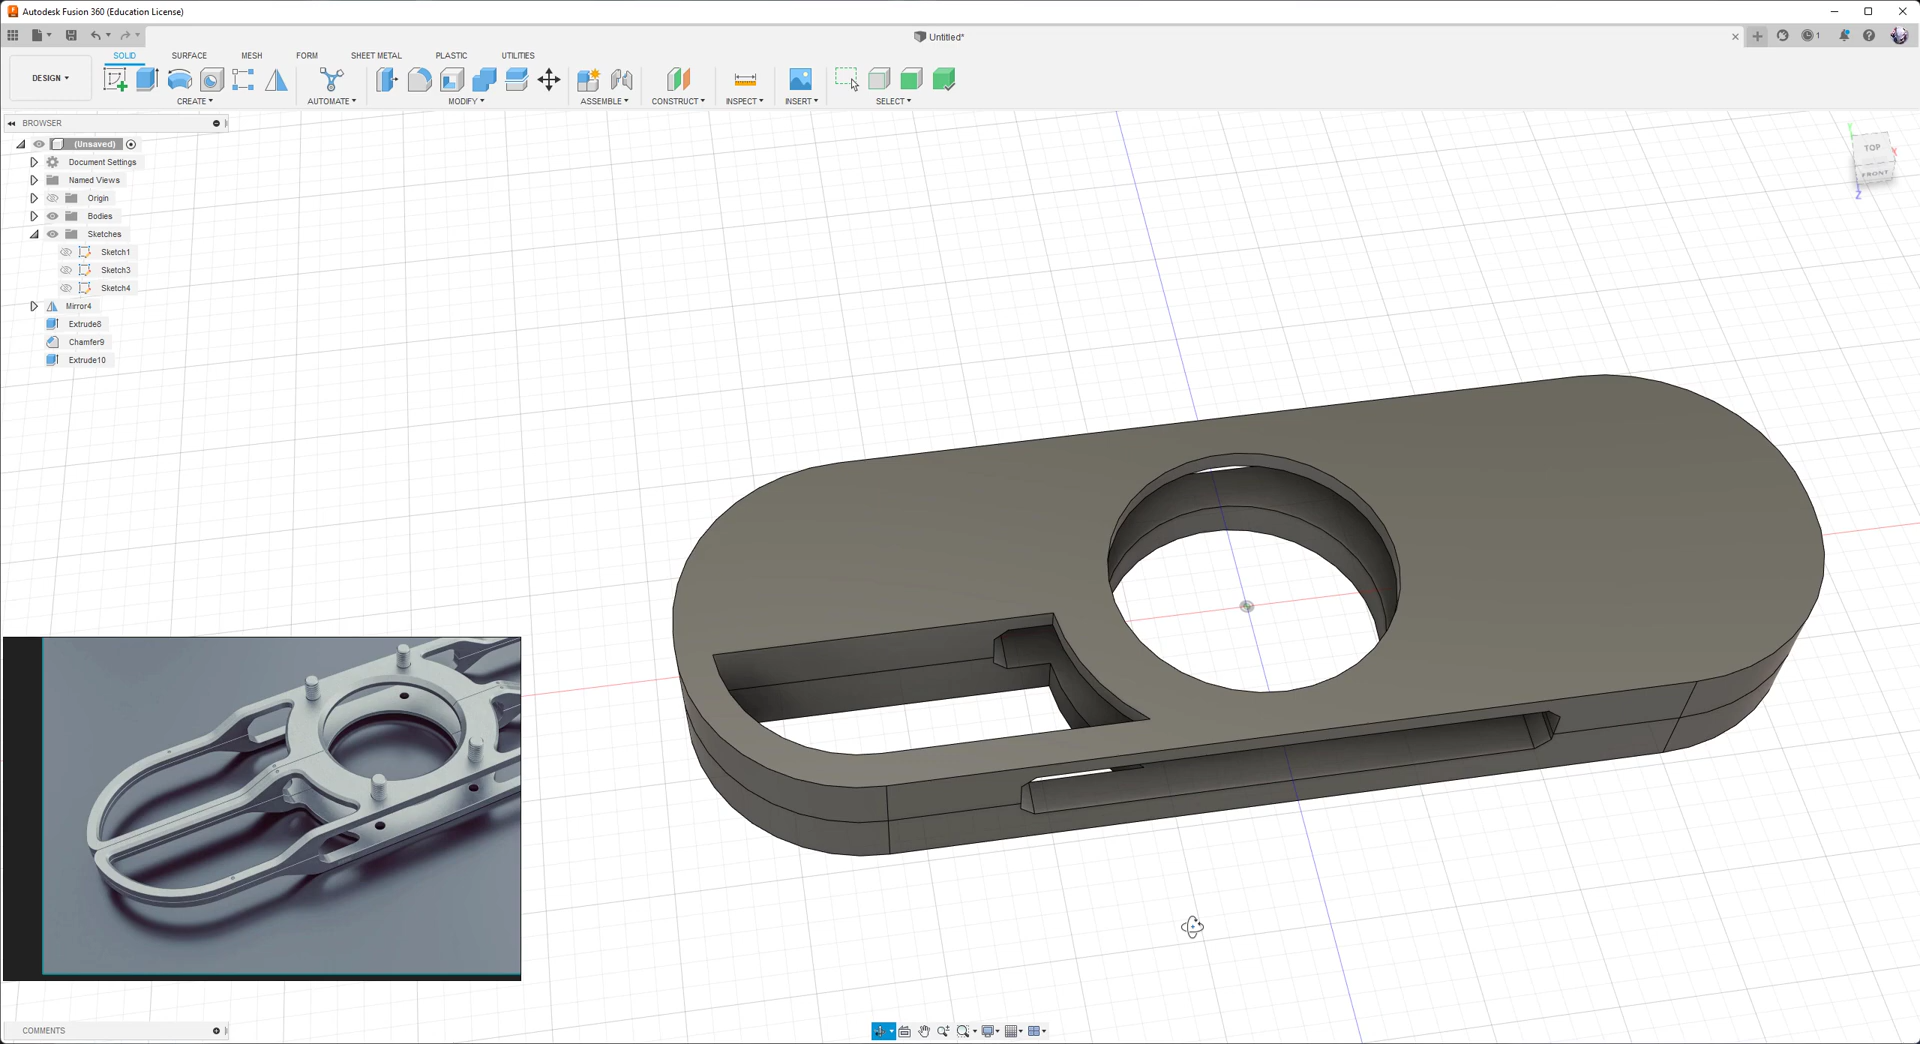 Autodesk Fusion 360 (Education License)
Untitled*
1
SOLID SURFACE MESH FORM SHEET METAL PLASTIC UTILITIES
DESIGN
CREATE AUTOMATE MODIFY ASSEMBLE CONSTRUCT INSPECT INSERT SELECT
BROWSER
(Unsaved)
Document Settings
Named Views
Origin
Bodies
Sketches
Sketch1
Sketch3
Sketch4
Mirror4
Extrude8
Chamfer9
Extrude10
Y
TOP
X
FRONT
Z
COMMENTS